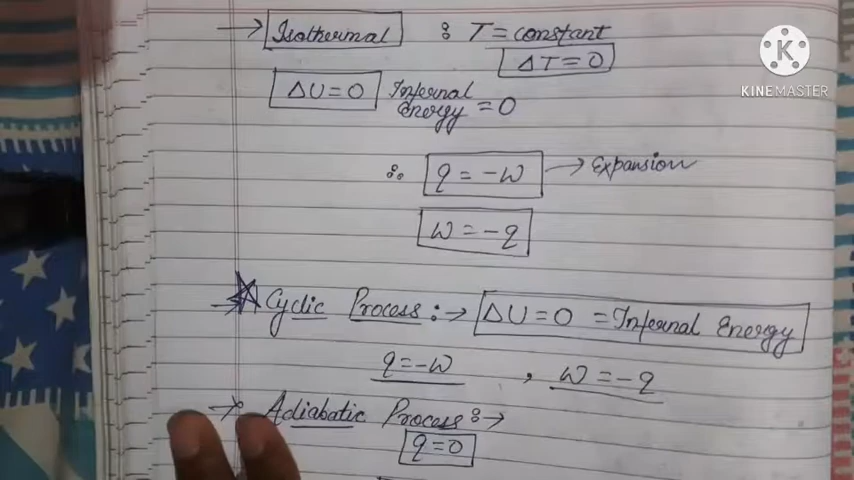 → Isothermal : T = constant
ΔT = 0
ΔU = 0 Internal Energy = 0
∴ q = -w → Expansion
w = -q
→ Cyclic Process :→ ΔU = 0 = Internal Energy
q = -w , w = -q
→ Adiabatic Process :→
q = 0
K
KINEMASTER